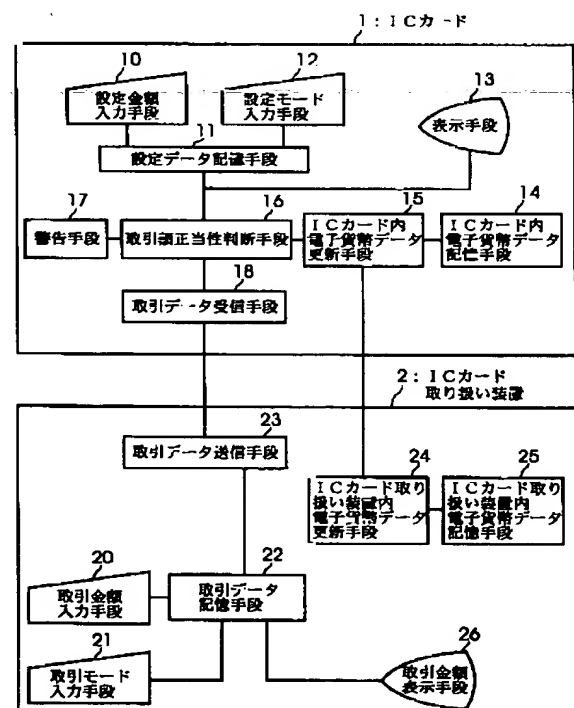 1:ICカード
10
12
13
設定金額
入力手段
設定モード
入力手段
表示手段
11
設定データ記憶手段
17
16
15
14
警告手段
取引額正当性判断手段
ICカード内
電子貨幣データ
更新手段
ICカード内
電子貨幣データ
記憶手段
18
取引データ受信手段
2:ICカード
取り扱い装置
23
取引データ送信手段
24
25
ICカード取り
扱い装置内
電子貨幣データ
更新手段
ICカード取り
扱い装置内
電子貨幣データ
記憶手段
20
22
取引金額
入力手段
取引データ
記憶手段
21
26
取引モード
入力手段
取引金額
表示手段